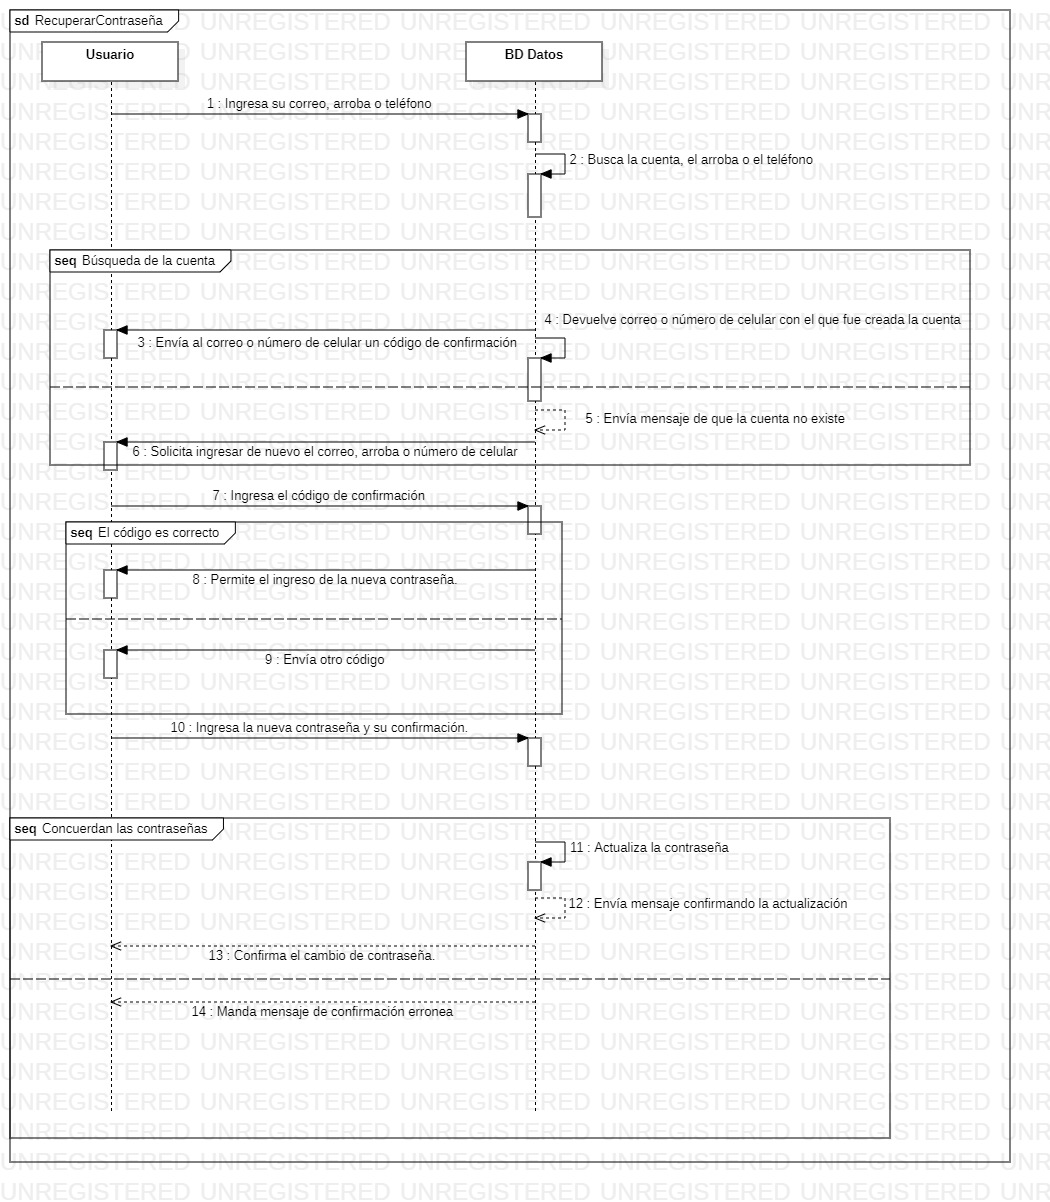 sd RecuperarContraseña
Usuario
BD Datos
1 : Ingresa su correo, arroba o teléfono
2 : Busca la cuenta, el arroba o el teléfono
seq Búsqueda de la cuenta
4 : Devuelve correo o número de celular con el que fue creada la cuenta
3 : Envía al correo o número de celular un código de confirmación
5 : Envía mensaje de que la cuenta no existe
6 : Solicita ingresar de nuevo el correo, arroba o número de celular
7 : Ingresa el código de confirmación
seq El código es correcto
8 : Permite el ingreso de la nueva contraseña.
9 : Envía otro código
10 : Ingresa la nueva contraseña y su confirmación.
seq Concuerdan las contraseñas
11 : Actualiza la contraseña
12 : Envía mensaje confirmando la actualización
13 : Confirma el cambio de contraseña.
14 : Manda mensaje de confirmación erronea
UNREGISTERED